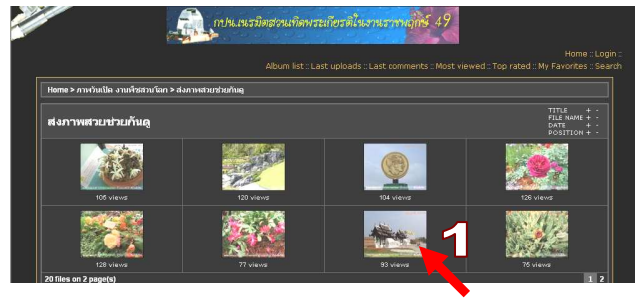 กปน.เนรมิตสวนเทิดพระเกียรติในงานราชพฤกษ์ 49
Home :: Login ::
Album list :: Last uploads :: Last comments :: Most viewed :: Top rated :: My Favorites :: Search
Home > ภาพวันเปิด งานพืชสวนโลก > ส่งภาพสวยช่วยกันดู
ส่งภาพสวยช่วยกันดู
TITLE + -
FILE NAME + -
DATE + -
POSITION + -
105 views
120 views
104 views
126 views
128 views
77 views
93 views
75 views
1
20 files on 2 page(s)
1 2